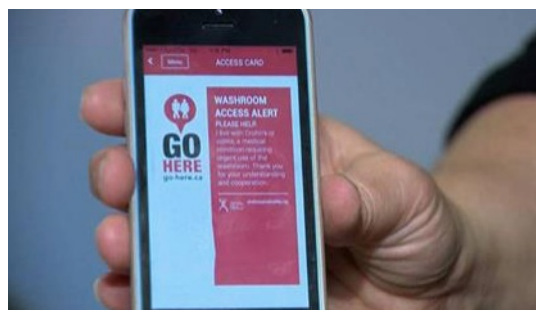 Menu
ACCESS CARD
GO
HERE
go-here.ca
WASHROOM
ACCESS ALERT
PLEASE HELP.
I live with Crohn's or
colitis, a medical
condition requiring
urgent use of the
washroom. Thank you
for your understanding
and cooperation.